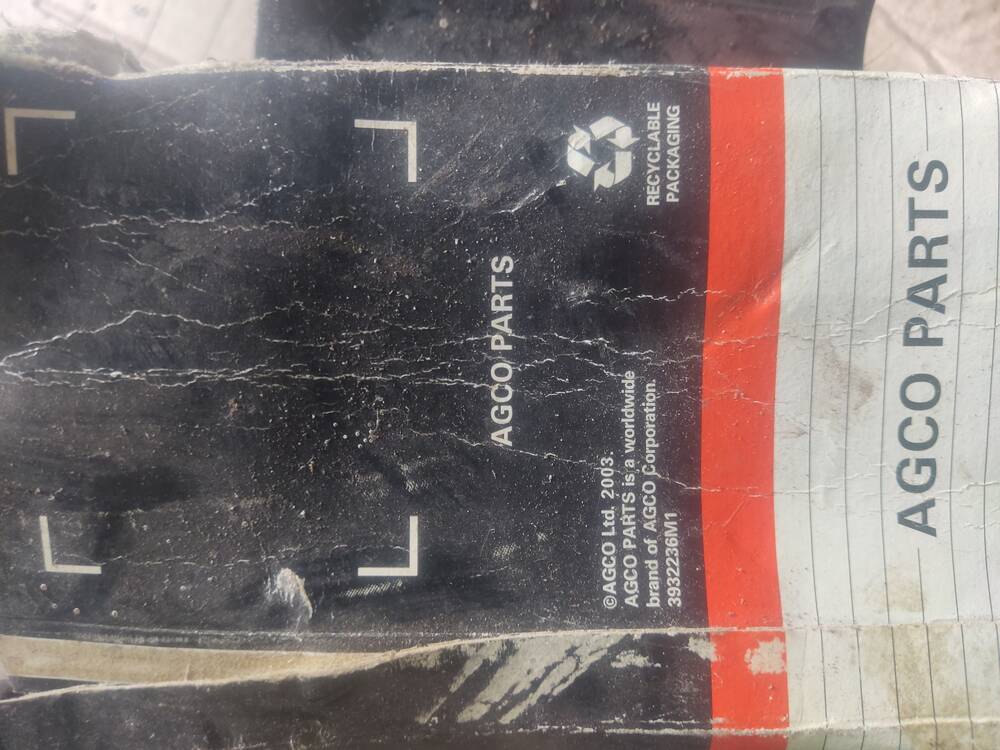 RECYCLABLE
PACKAGING
AGCO PARTS
©AGCO Ltd. 2003.
AGCO PARTS is a worldwide
brand of AGCO Corporation.
3932236M1
AGCO PARTS